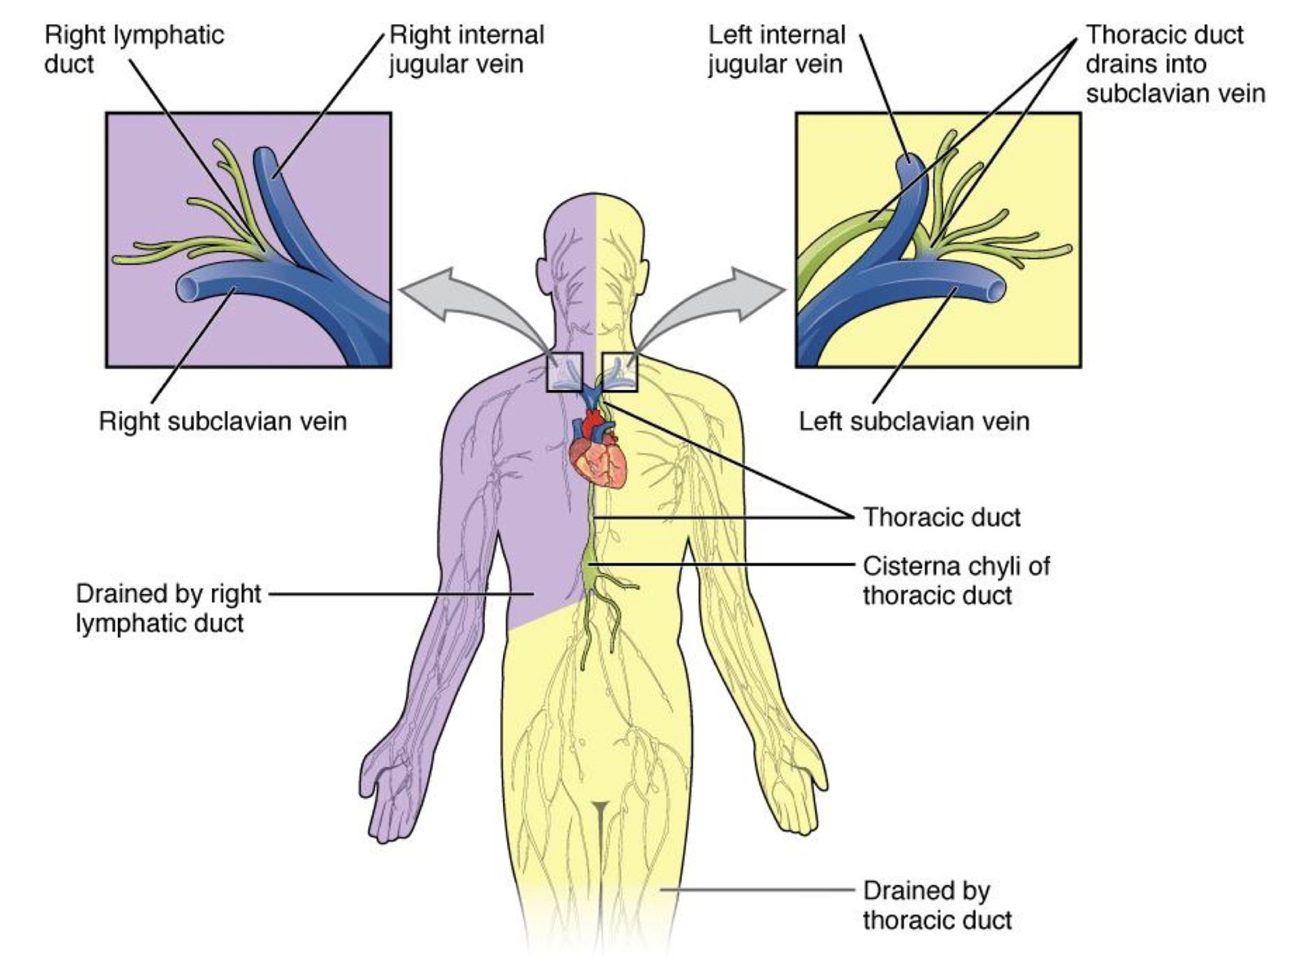 Right lymphatic
duct
Right internal
jugular vein
Left internal
jugular vein
Thoracic duct
drains into
subclavian vein
Right subclavian vein
Left subclavian vein
Thoracic duct
Cisterna chyli of
thoracic duct
Drained by right
lymphatic duct
Drained by
thoracic duct